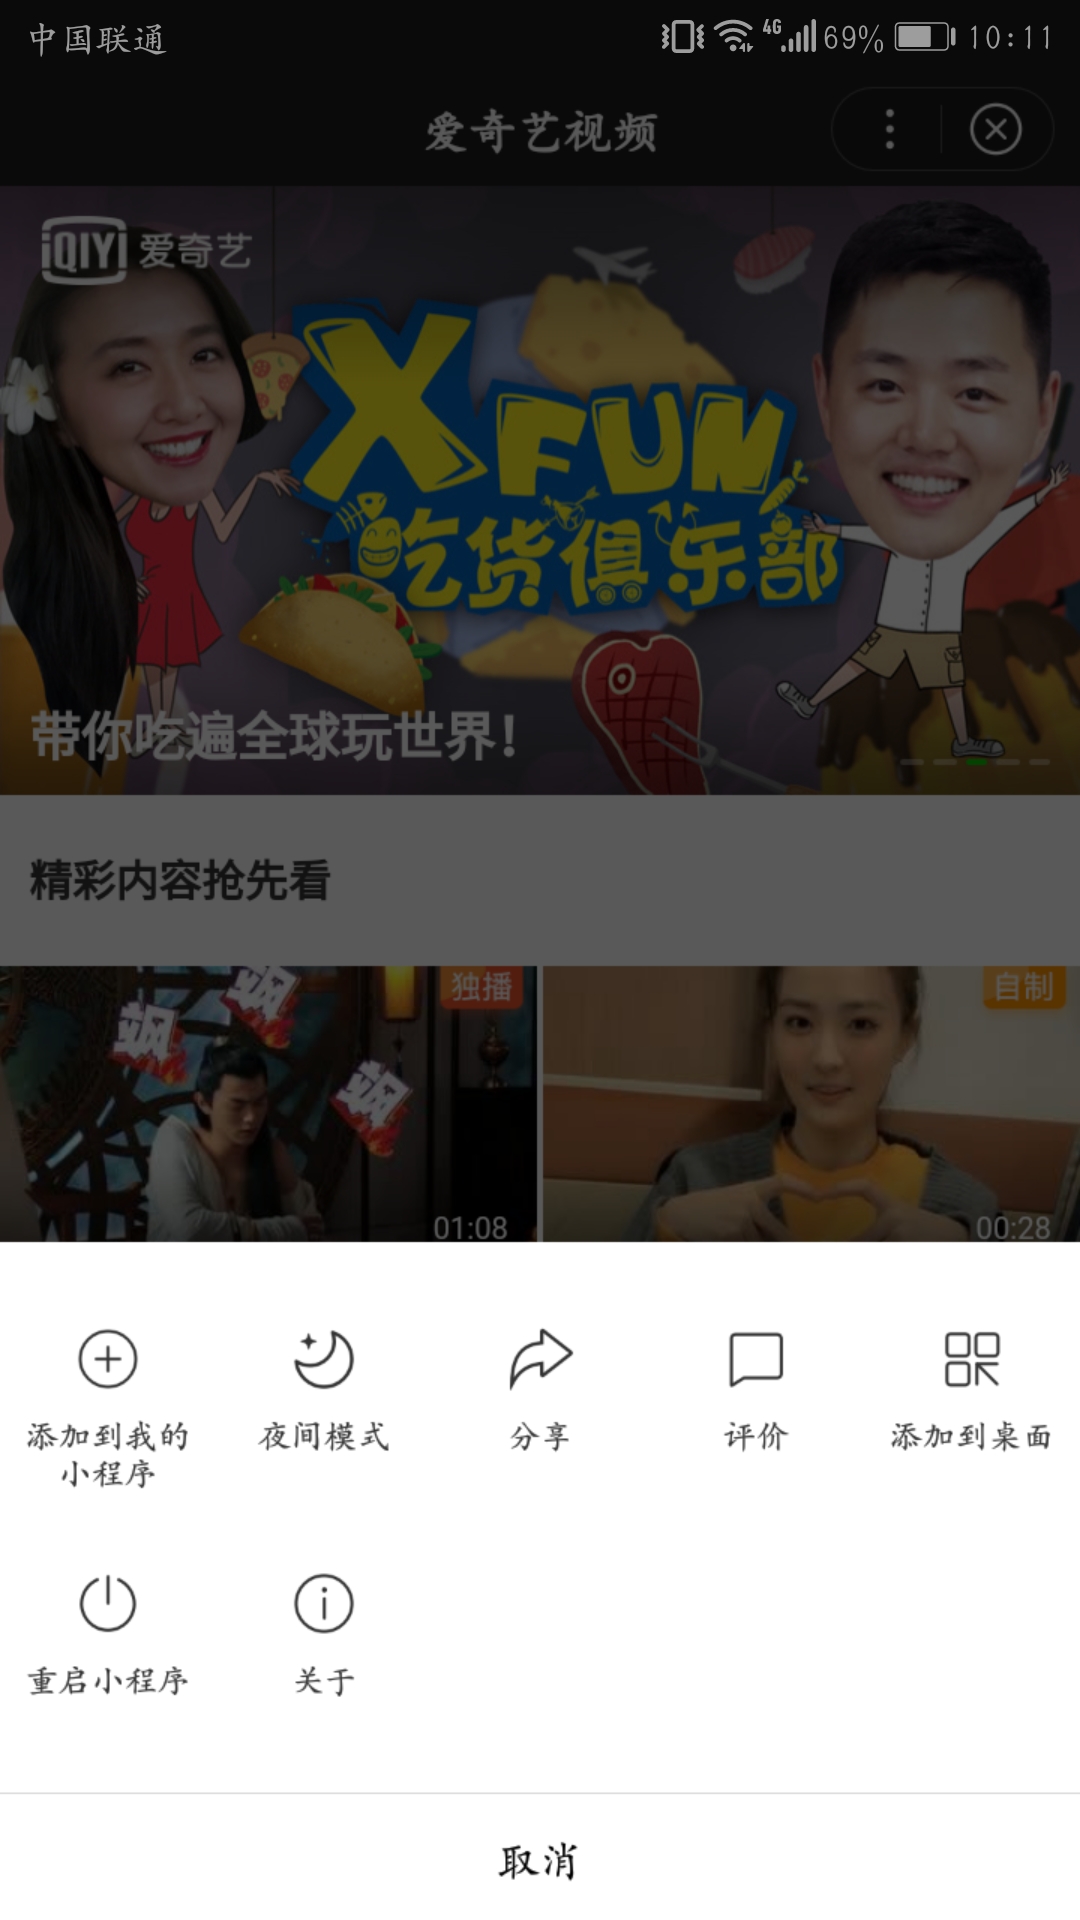 中国联通
4G 69% 10:11
爱奇艺视频
iQIYI 爱奇艺
X FUN
吃货俱乐部
带你吃遍全球玩世界！
精彩内容抢先看
飒
飒
飒
独播
自制
01:08
00:28
添加到我的
小程序
夜间模式
分享
评价
添加到桌面
重启小程序
关于
取消